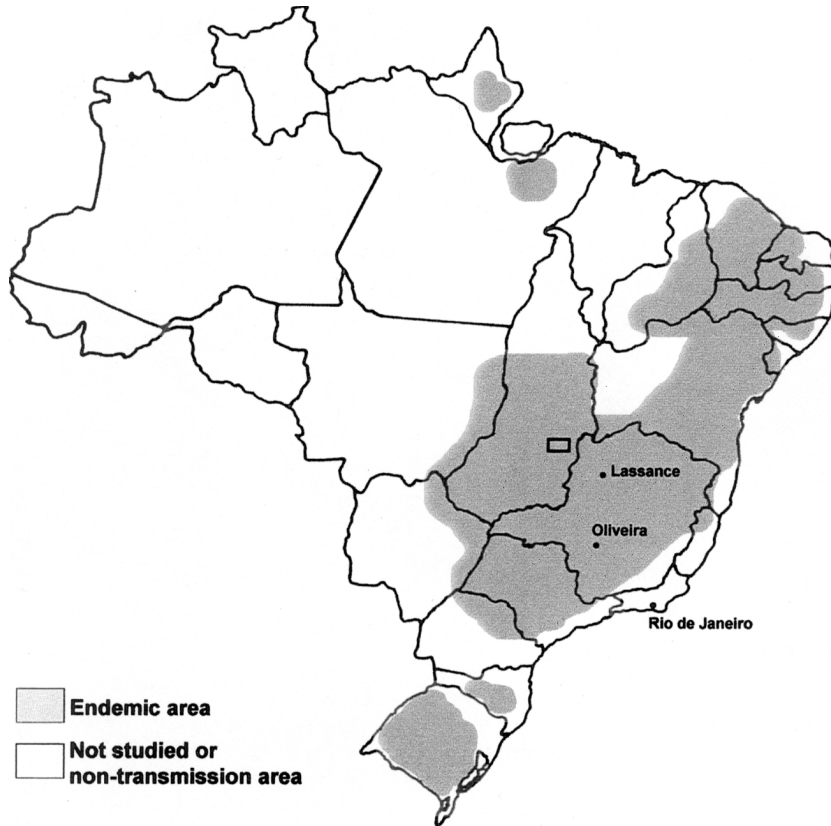 Lassance
Oliveira
Rio de Janeiro
Endemic area
Not studied or
non-transmission area